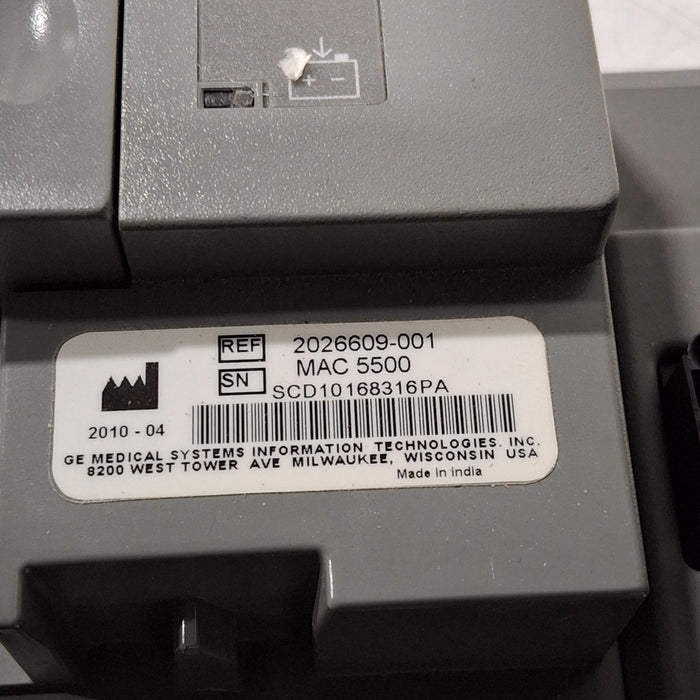 + -
REF 2026609-001
MAC 5500
SN SCD10168316PA
2010 - 04
GE MEDICAL SYSTEMS INFORMATION TECHNOLOGIES. INC.
8200 WEST TOWER AVE MILWAUKEE, WISCONSIN USA
Made in india